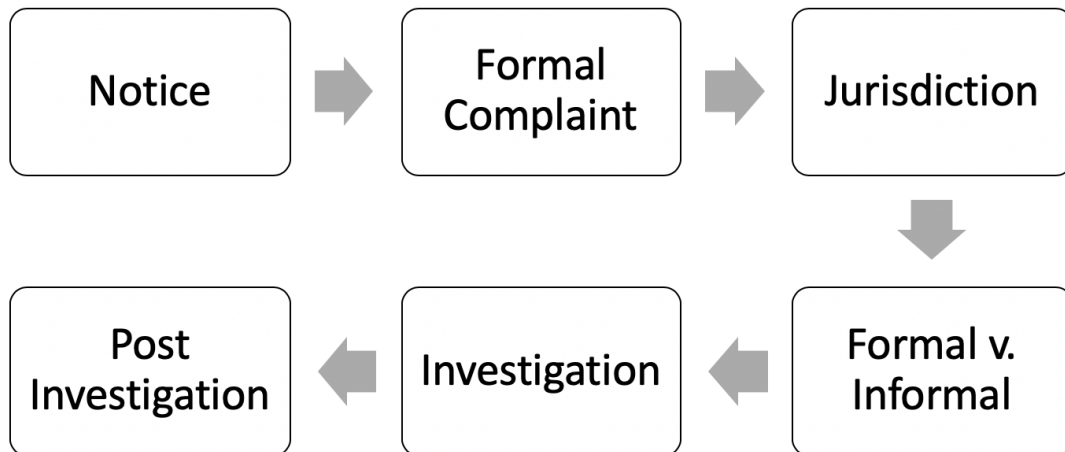 Notice
Formal
Complaint
Jurisdiction
Formal v.
Informal
Investigation
Post
Investigation